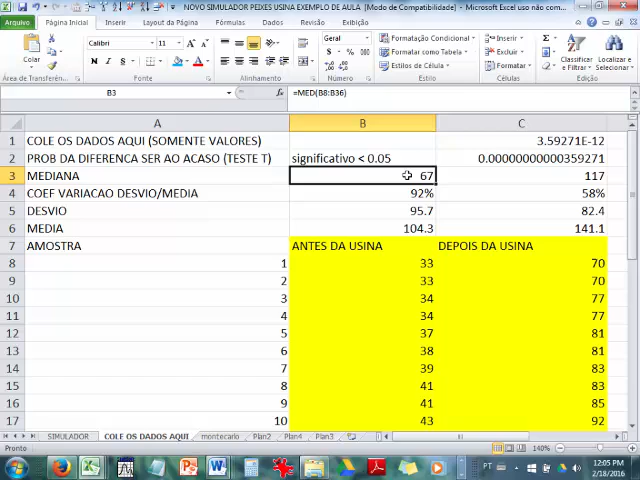 NOVO SIMULADOR PEIXES USINA EXEMPLO DE AULA [Modo de Compatibilidade] - Microsoft Excel uso não com...
Arquivo Página Inicial Inserir Layout da Página Fórmulas Dados Revisão Exibição
Colar
Calibri 11
Geral
Formatação Condicional
Formatar como Tabela
Estilos de Célula
Inserir
Excluir
Formatar
Classificar e Filtrar
Localizar e Selecionar
Área de Transferên... Fonte Alinhamento Número Estilo Células Edição
B3 fx =MED(B8:B36)
A B C
1 COLE OS DADOS AQUI (SOMENTE VALORES) 3.59271E-12
2 PROB DA DIFERENCA SER AO ACASO (TESTE T) significativo < 0.05 0.00000000000359271
3 MEDIANA 67 117
4 COEF VARIACAO DESVIO/MEDIA 92% 58%
5 DESVIO 95.7 82.4
6 MEDIA 104.3 141.1
7 AMOSTRA ANTES DA USINA DEPOIS DA USINA
8 1 33 70
9 2 33 70
10 3 34 77
11 4 34 77
12 5 37 81
13 6 38 81
14 7 39 83
15 8 41 83
16 9 41 85
17 10 43 92
SIMULADOR COLE OS DADOS AQUI montecarlo Plan2 Plan4 Plan3
Pronto 140%
PT 12:05 PM
2/18/2016